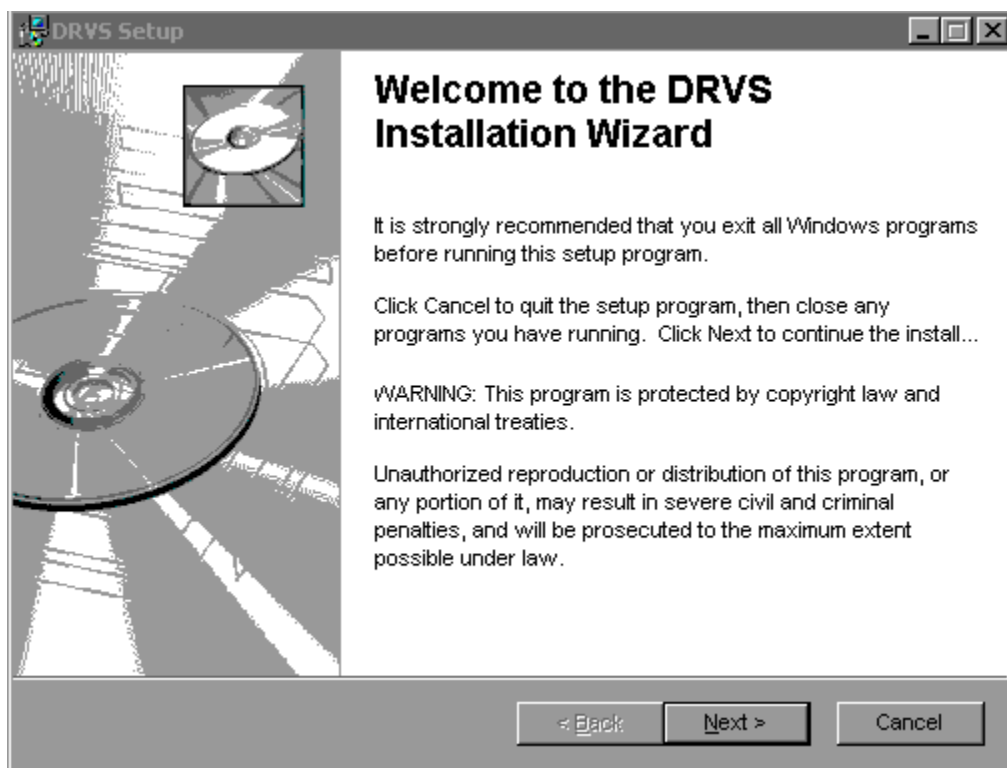 DRVS Setup
Welcome to the DRVS
Installation Wizard
It is strongly recommended that you exit all Windows programs
before running this setup program.
Click Cancel to quit the setup program, then close any
programs you have running.  Click Next to continue the install...
WARNING: This program is protected by copyright law and
international treaties.
Unauthorized reproduction or distribution of this program, or
any portion of it, may result in severe civil and criminal
penalties, and will be prosecuted to the maximum extent
possible under law.
< Back Next > Cancel